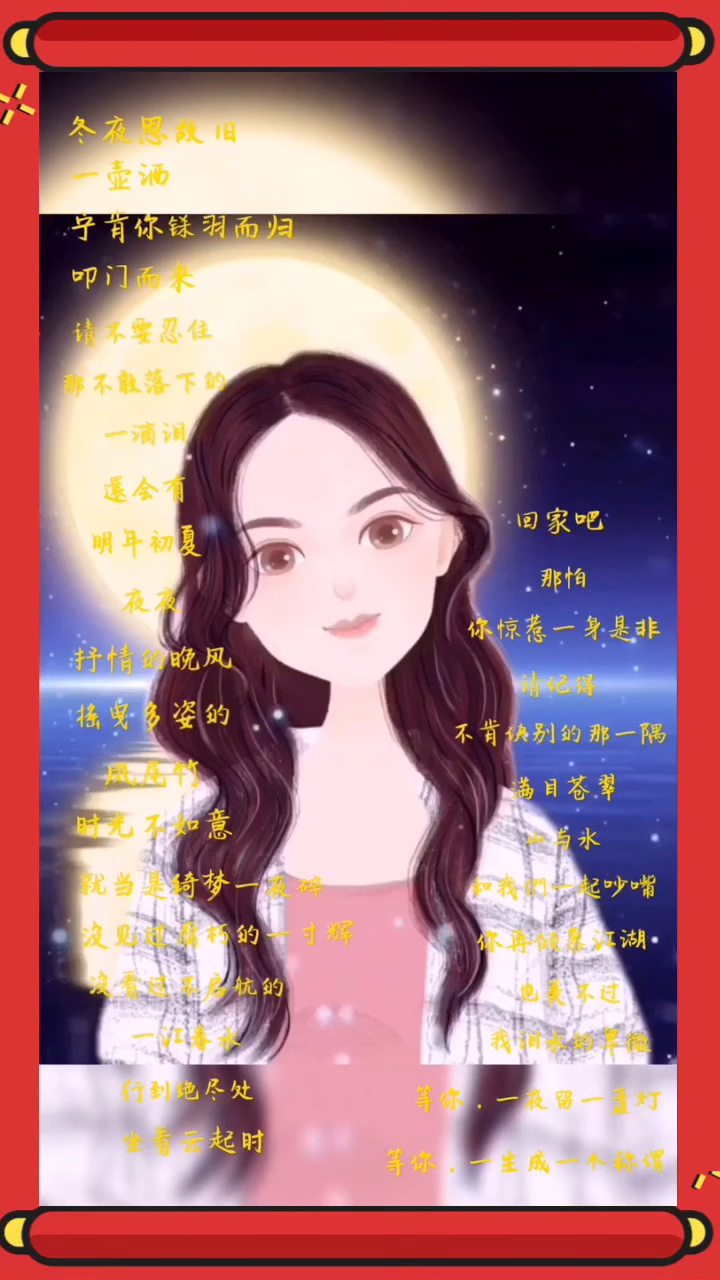 冬夜思故旧
一壶酒
宁肯你铩羽而归
叩门而来
请不要忍住
那不敢落下的
一滴泪
还会有
明年初夏
夜夜
抒情的晚风
摇曳多姿的
凤尾竹
时光不如意
就当是绮梦一夜碎
没见过腐朽的一寸辉
没看过不启航的
一江春水
行到绝尽处
坐看云起时
回家吧
那怕
你惊惹一身是非
请记得
不肯诀别的那一隅
满目苍翠
山与水
和我們一起吵嘴
你再倾尽江湖
也美不过
我泪水的卑微
等你，一夜留一盏灯
等你，一生成一个称谓